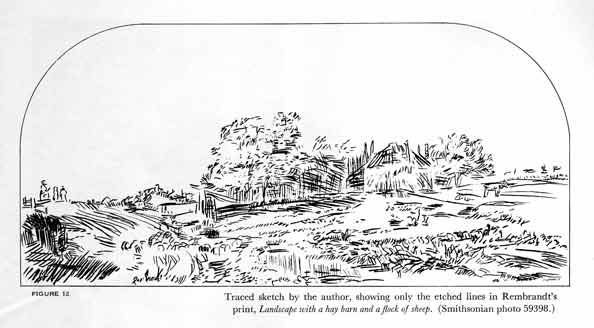 FIGURE 12
Traced sketch by the author, showing only the etched lines in Rembrandt's
print, Landscape with a hay barn and a flock of sheep. (Smithsonian photo 59398.)